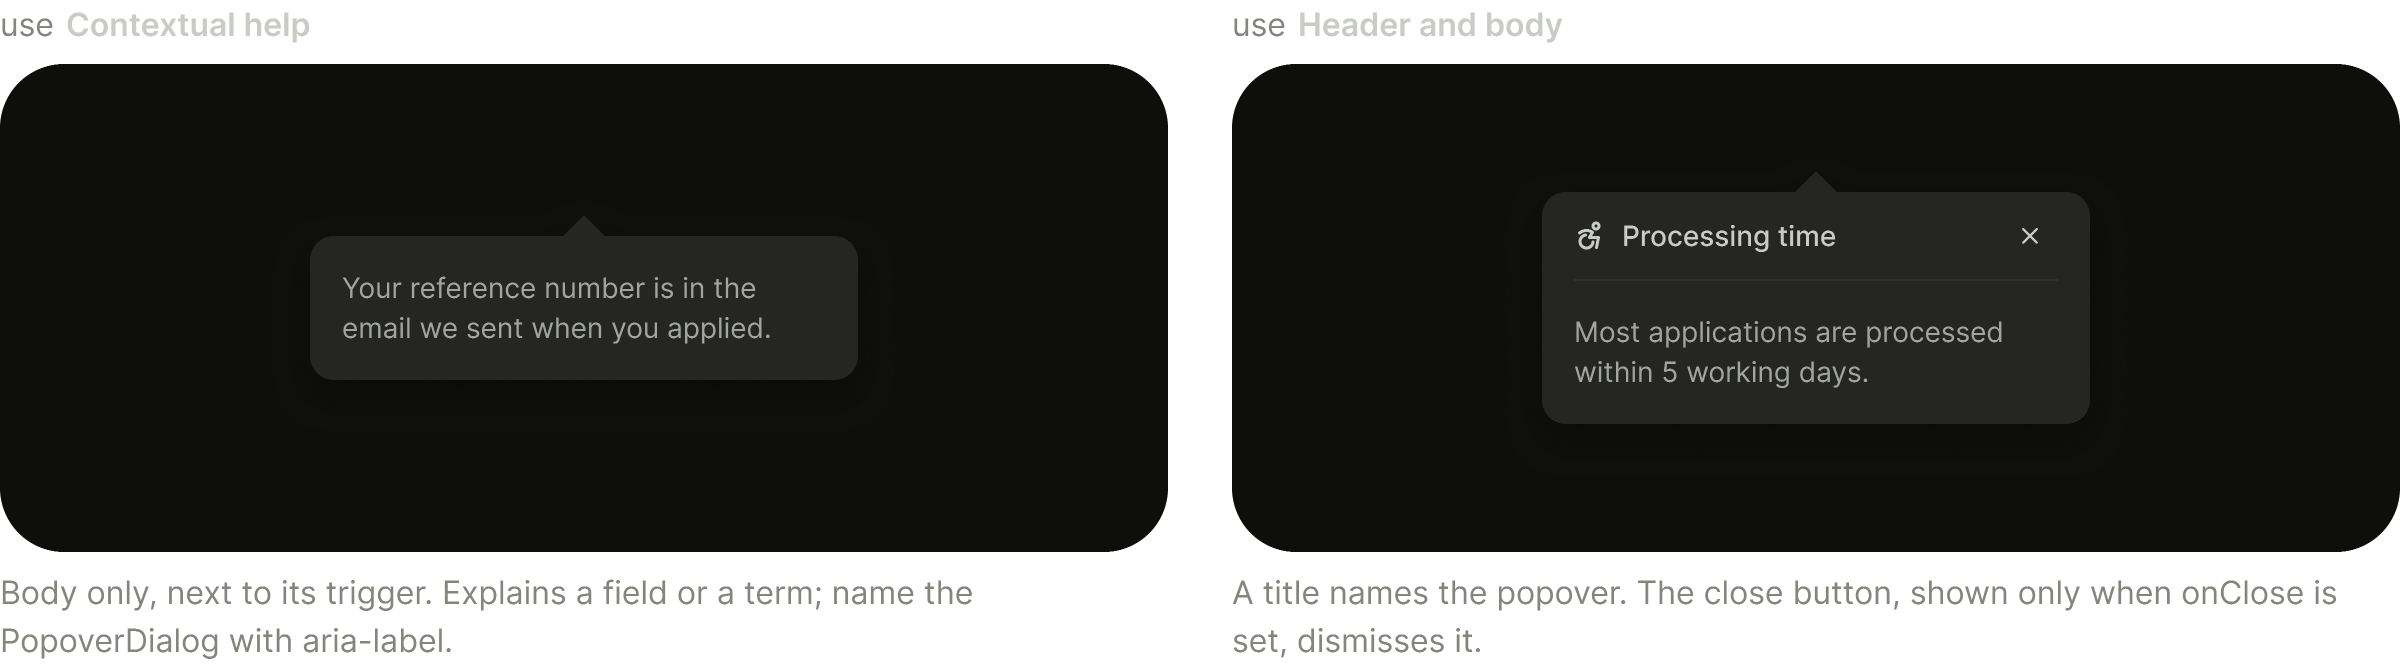 use Contextual help
Your reference number is in the
email we sent when you applied.
Body only, next to its trigger. Explains a field or a term; name the
PopoverDialog with aria-label.
use Header and body
Processing time
Most applications are processed
within 5 working days.
A title names the popover. The close button, shown only when onClose is
set, dismisses it.